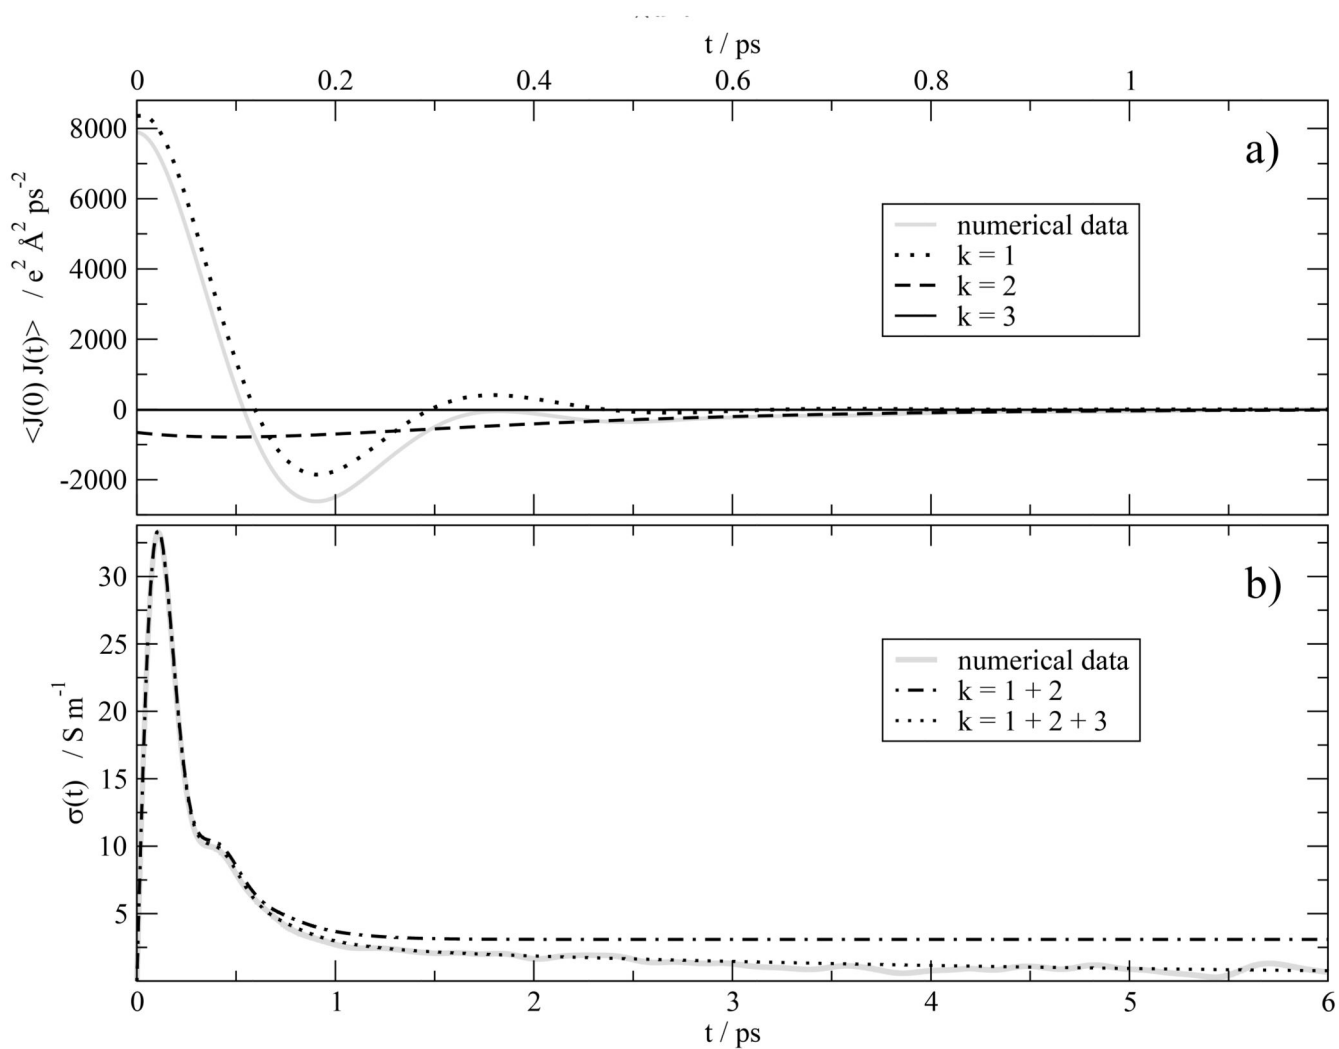 t / ps
0 0.2 0.4 0.6 0.8 1
8000
6000
4000
2000
0
-2000
<J(0) J(t)> / e² Å² ps⁻²
a)
numerical data
k = 1
k = 2
k = 3
30
25
20
15
10
5
σ(t) / S m⁻¹
b)
numerical data
k = 1 + 2
k = 1 + 2 + 3
0 1 2 3 4 5 6
t / ps